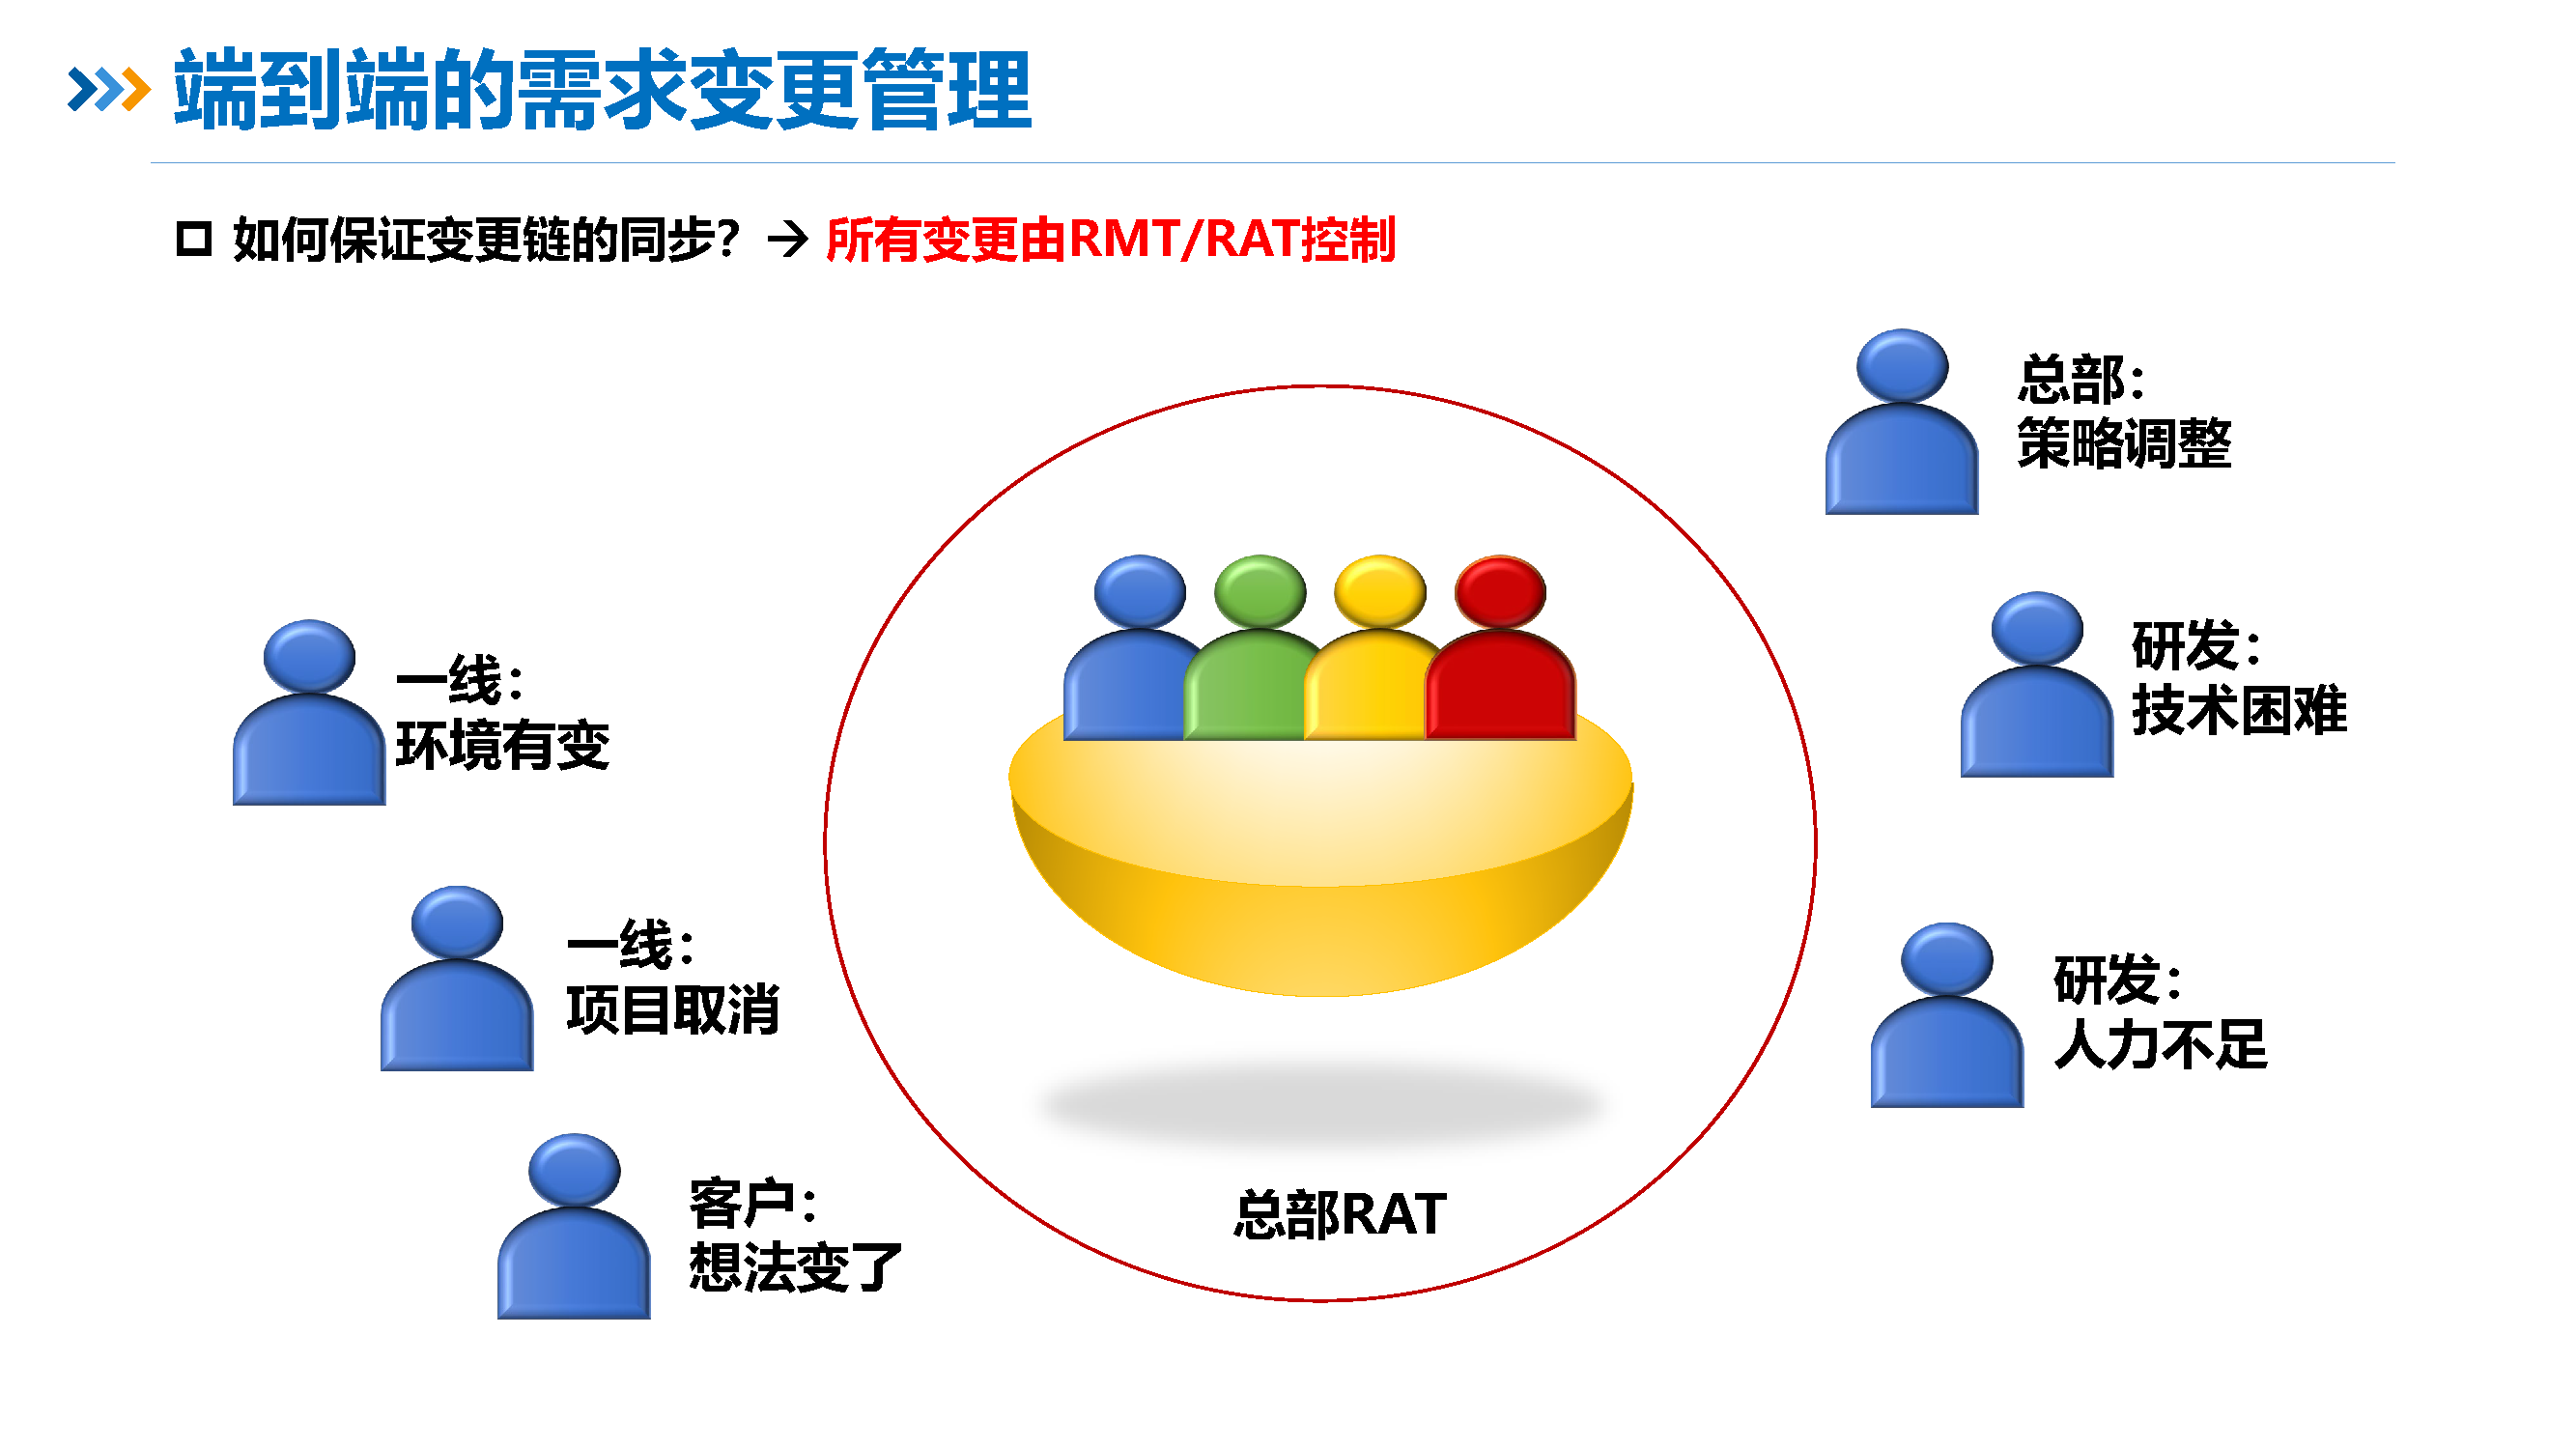 端到端的需求变更管理
如何保证变更链的同步？→ 所有变更由RMT/RAT控制
总部：
策略调整
研发：
技术困难
一线：
环境有变
一线：
项目取消
研发：
人力不足
客户：
想法变了
总部RAT